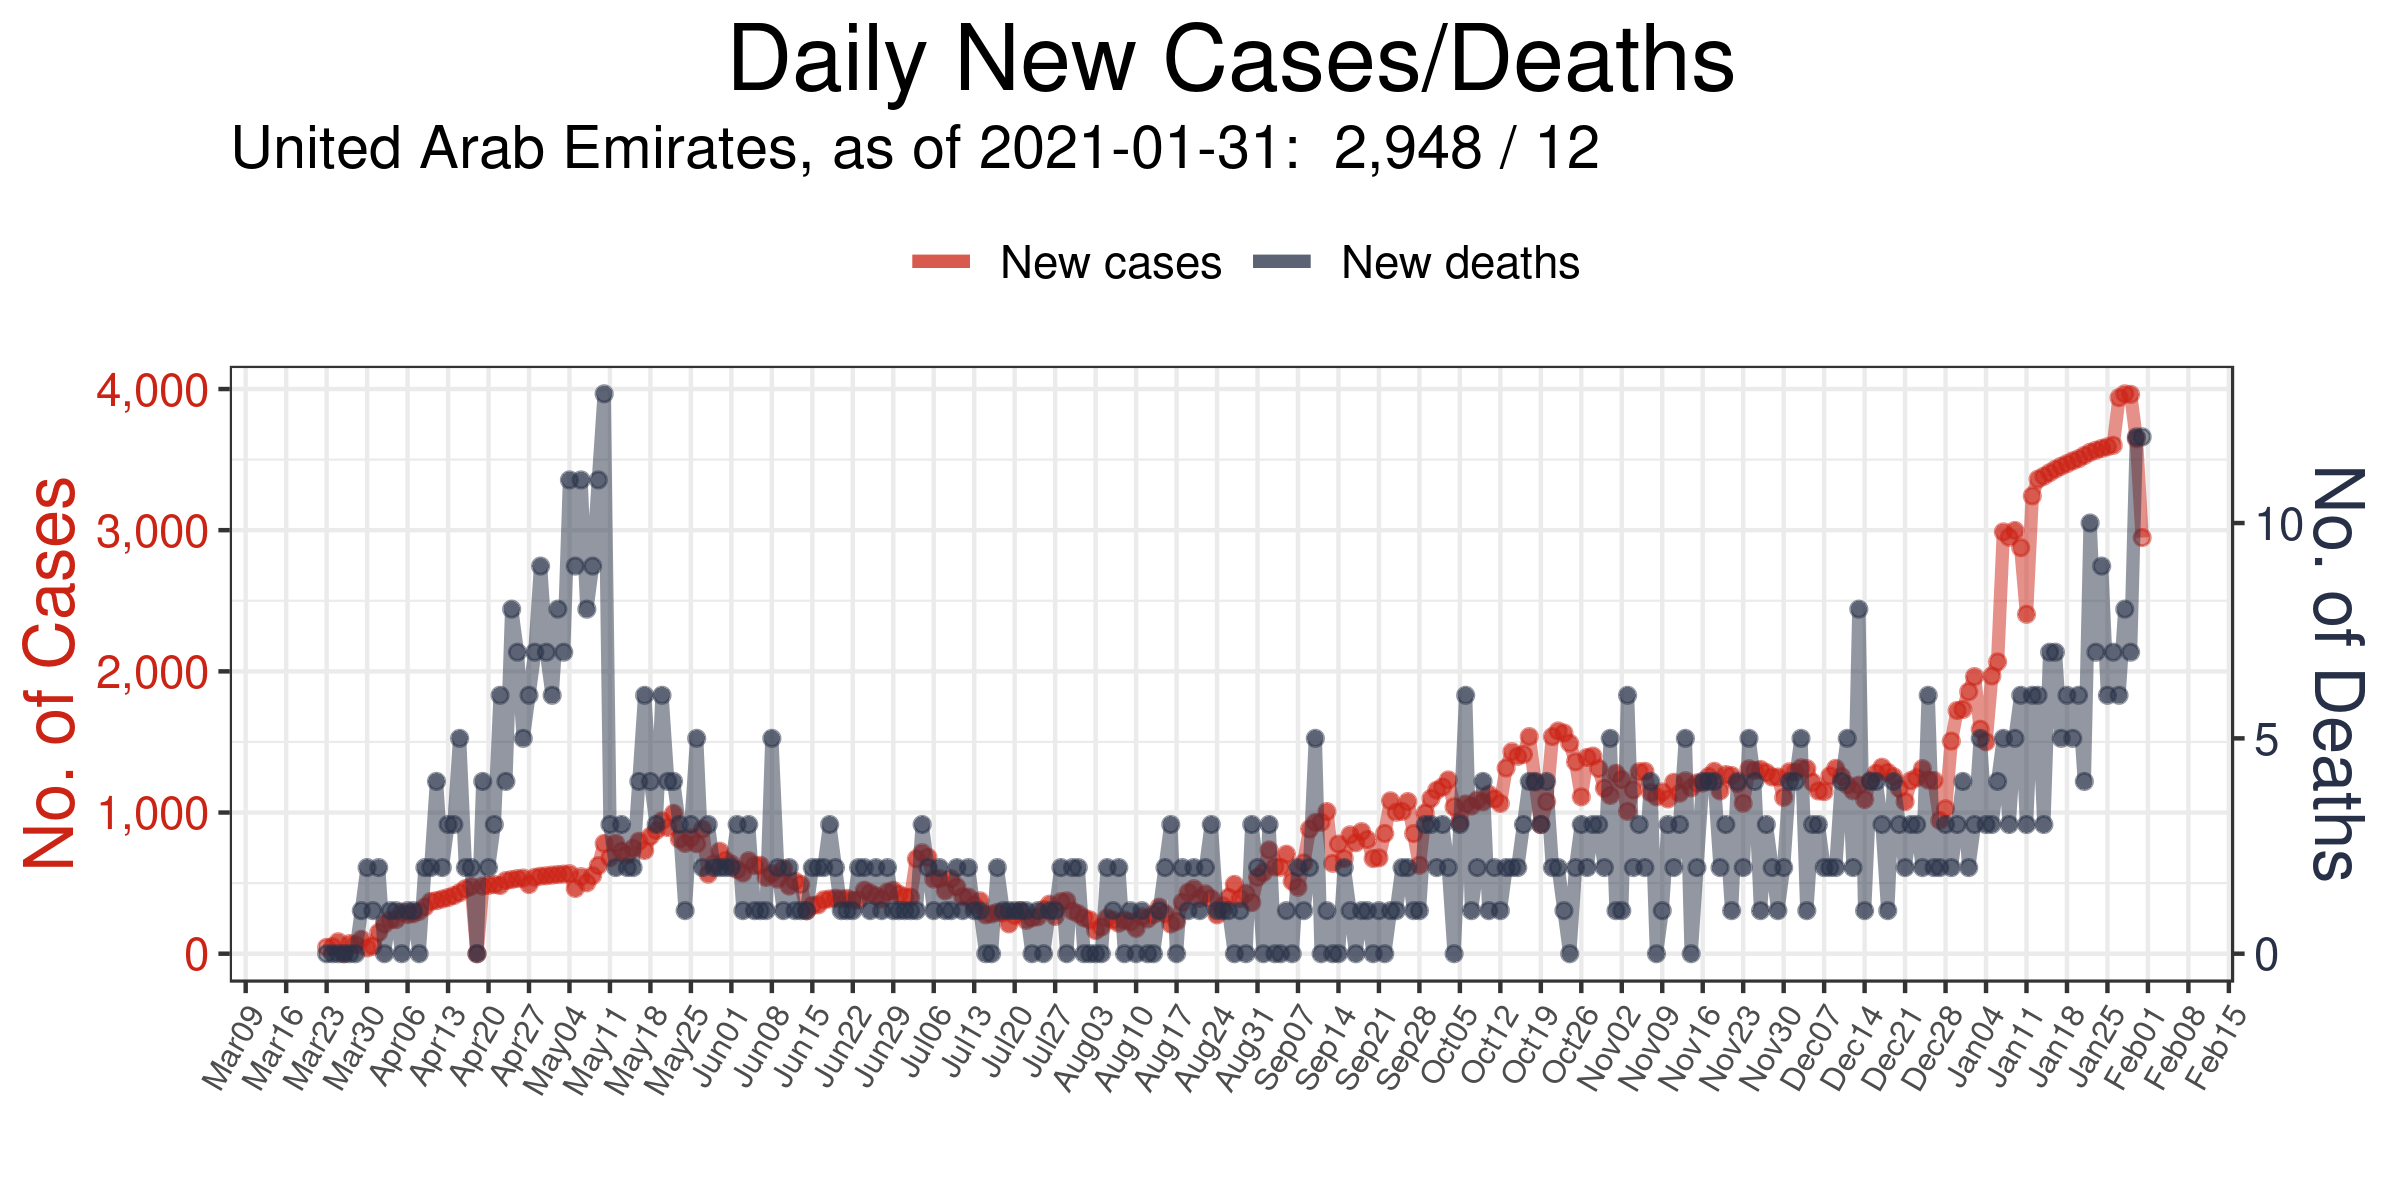 Daily New Cases/Deaths
United Arab Emirates, as of 2021-01-31:  2,948 / 12
New cases New deaths
No. of Cases
4,000
3,000
2,000
1,000
0
10
5
0
No. of Deaths
Mar09 Mar16 Mar23 Mar30 Apr06 Apr13 Apr20 Apr27 May04 May11 May18 May25 Jun01 Jun08 Jun15 Jun22 Jun29 Jul06 Jul13 Jul20 Jul27 Aug03 Aug10 Aug17 Aug24 Aug31 Sep07 Sep14 Sep21 Sep28 Oct05 Oct12 Oct19 Oct26 Nov02 Nov09 Nov16 Nov23 Nov30 Dec07 Dec14 Dec21 Dec28 Jan04 Jan11 Jan18 Jan25 Feb01 Feb08 Feb15